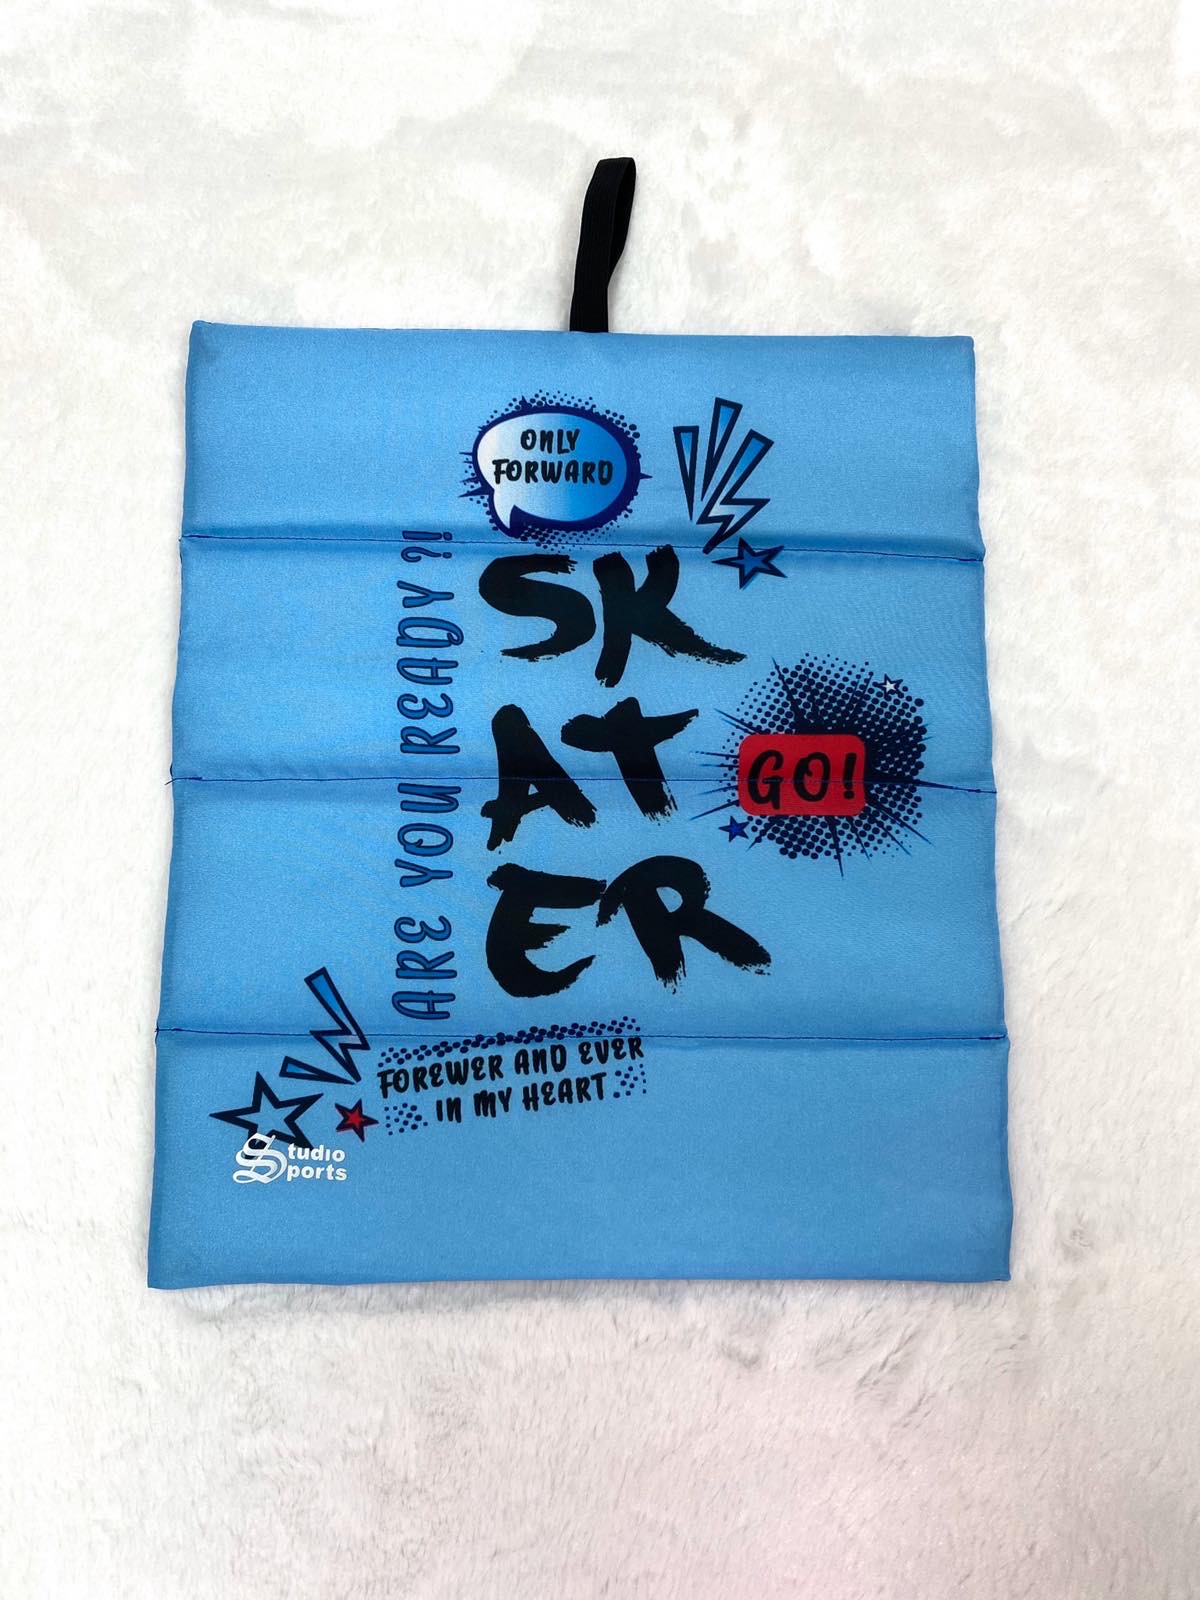 ONLY
FORWARD
ARE YOU READY?!
SK
AT
ER
GO!
FOREWER AND EVER
IN MY HEART
Studio
Sports